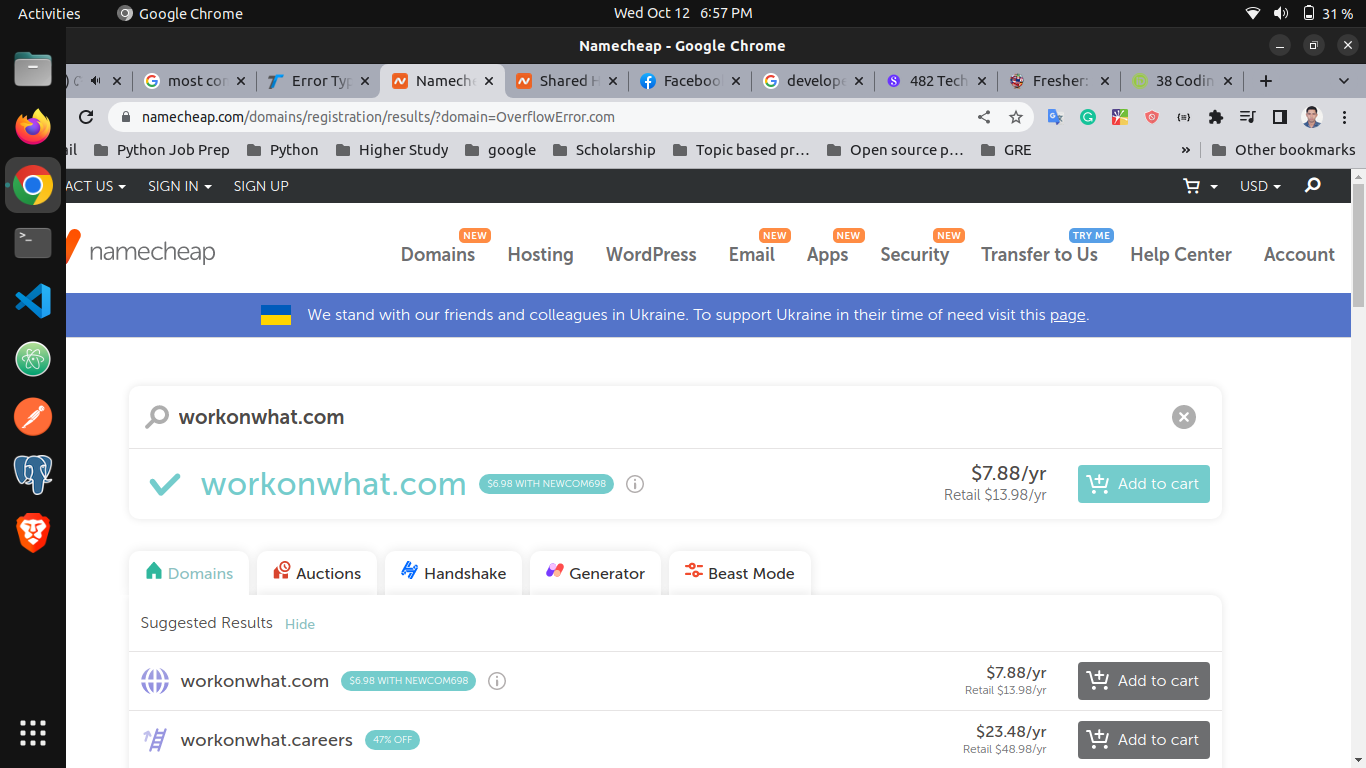 Activities Google Chrome Wed Oct 12 6:57 PM 31 %
Namecheap - Google Chrome
most cor Error Typ Nameche Shared H Faceboo develope 482 Tech Fresher: 38 Codin
namecheap.com/domains/registration/results/?domain=OverflowError.com
ail Python Job Prep Python Higher Study google Scholarship Topic based pr… Open source p… GRE » Other bookmarks
ACT US SIGN IN SIGN UP USD
NEW NEW NEW NEW TRY ME
namecheap Domains Hosting WordPress Email Apps Security Transfer to Us Help Center Account
We stand with our friends and colleagues in Ukraine. To support Ukraine in their time of need visit this page.
workonwhat.com
workonwhat.com $6.98 WITH NEWCOM698 $7.88/yr Add to cart
Retail $13.98/yr
Domains Auctions Handshake Generator Beast Mode
Suggested Results Hide
workonwhat.com $6.98 WITH NEWCOM698 $7.88/yr Add to cart
Retail $13.98/yr
workonwhat.careers 47% OFF $23.48/yr Add to cart
Retail $48.98/yr